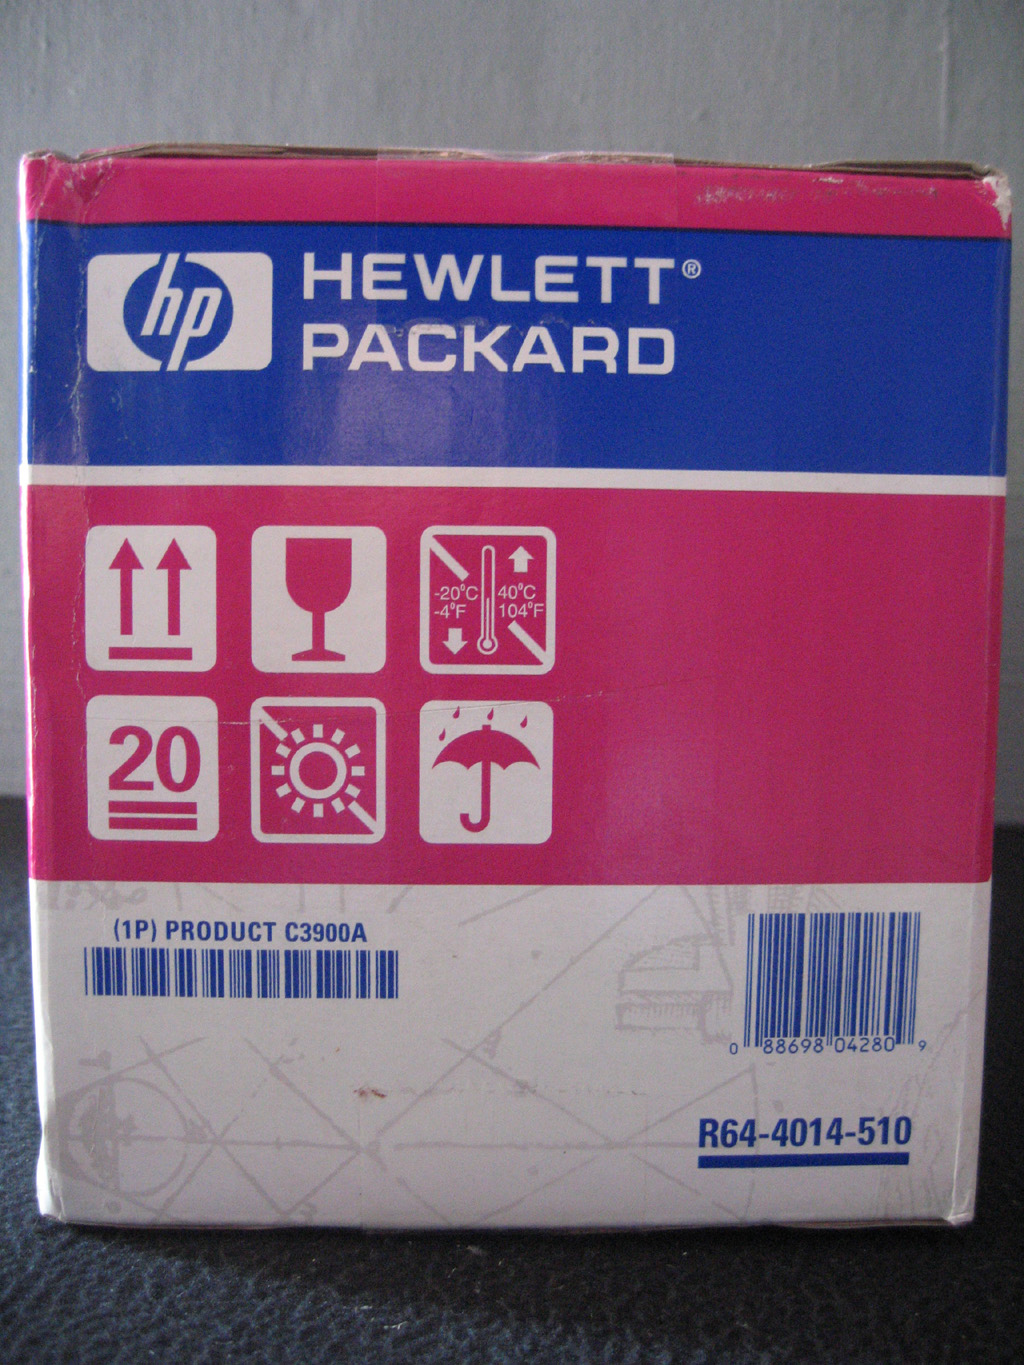 hp
HEWLETT®
PACKARD
-20°C 40°C
-4°F 104°F
20
(1P) PRODUCT C3900A
0 88698 04280 9
R64-4014-510